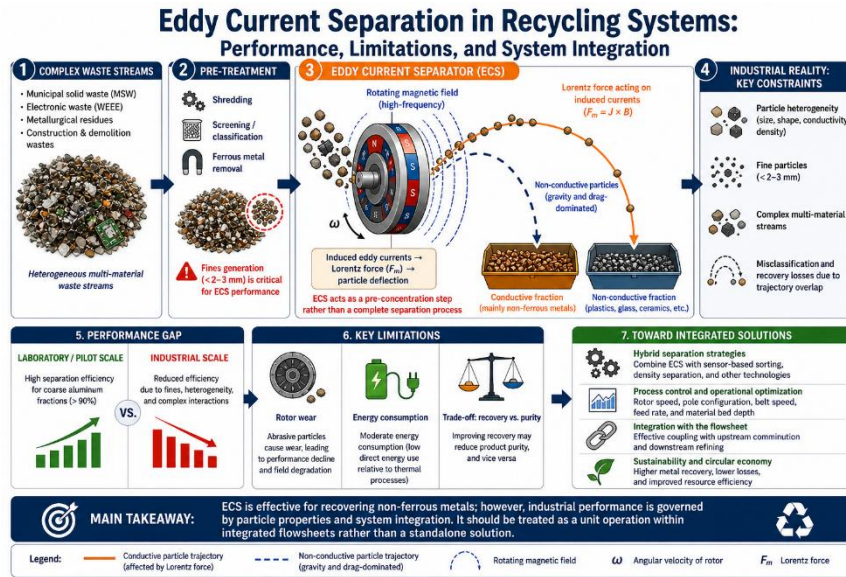 Eddy Current Separation in Recycling Systems:
Performance, Limitations, and System Integration
1 COMPLEX WASTE STREAMS
• Municipal solid waste (MSW)
• Electronic waste (WEEE)
• Metallurgical residues
• Construction & demolition
wastes
Heterogeneous multi-material
waste streams
2 PRE-TREATMENT
Shredding
Screening /
classification
Ferrous metal
removal
Fines generation
(<2–3 mm) is critical
for ECS performance
3 EDDY CURRENT SEPARATOR (ECS)
Rotating magnetic field
(high-frequency)
Lorentz force acting on
induced currents
(Fm = J × B)
N
S
S
S
ω
Non-conductive particles
(gravity and drag-
dominated)
Induced eddy currents →
Lorentz force (Fm) →
particle deflection
ECS acts as a pre-concentration step
rather than a complete separation process
Conductive fraction
(mainly non-ferrous metals)
Non-conductive fraction
(plastics, glass, ceramics, etc.)
4 INDUSTRIAL REALITY:
KEY CONSTRAINTS
Particle heterogeneity
(size, shape, conductivity
density)
Fine particles
(<2–3 mm)
Complex multi-material
streams
Misclassification and
recovery losses due to
trajectory overlap
5. PERFORMANCE GAP
LABORATORY / PILOT SCALE
High separation efficiency
for coarse aluminum
fractions (> 90%)
VS.
INDUSTRIAL SCALE
Reduced efficiency
due to fines, heterogeneity,
and complex interactions
6. KEY LIMITATIONS
Rotor wear
Abrasive particles
cause wear, leading
to performance decline
and field degradation
Energy consumption
Moderate energy
consumption (low
direct energy use
relative to thermal
processes)
Trade-off: recovery vs. purity
Improving recovery may
reduce product purity, and
vice versa
7. TOWARD INTEGRATED SOLUTIONS
Hybrid separation strategies
Combine ECS with sensor-based sorting,
density separation, and other technologies
Process control and operational optimization
Rotor speed, pole configuration, belt speed,
feed rate, and material bed depth
Integration with the flowsheet
Effective coupling with upstream comminution
and downstream refining
Sustainability and circular economy
Higher metal recovery, lower losses,
and improved resource efficiency
MAIN TAKEAWAY:
ECS is effective for recovering non-ferrous metals; however, industrial performance is governed
by particle properties and system integration. It should be treated as a unit operation within
integrated flowsheets rather than a standalone solution.
Legend:
Conductive particle trajectory
(affected by Lorentz force)
Non-conductive particle trajectory
(gravity and drag-dominated)
Rotating magnetic field
ω Angular velocity of rotor
Fm Lorentz force